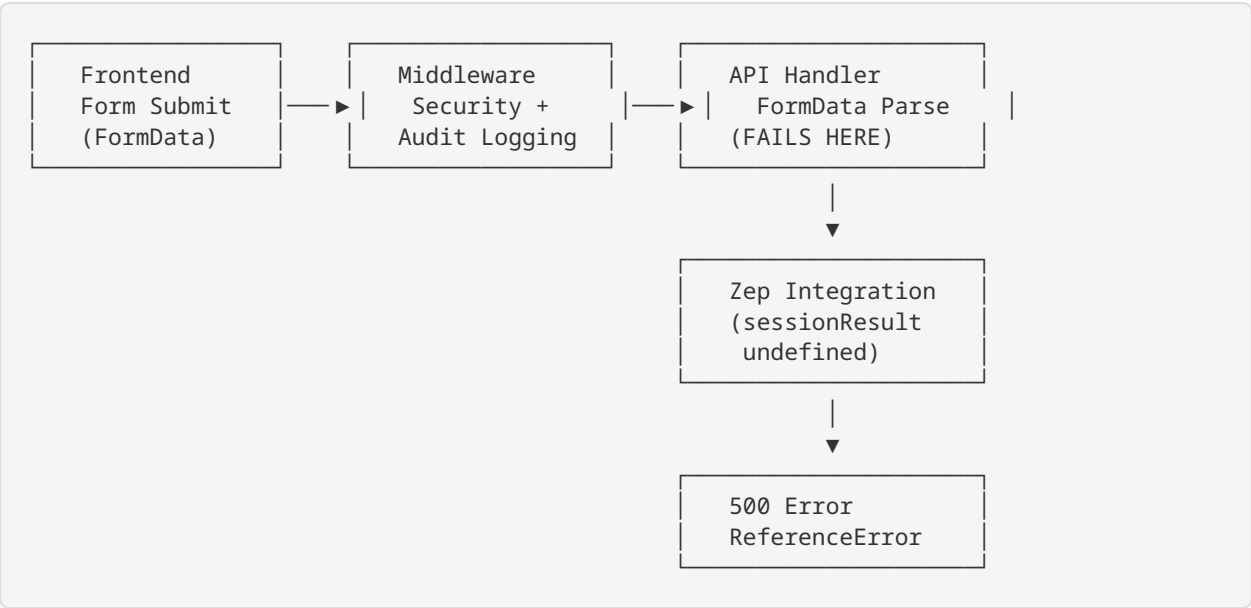 Frontend
Form Submit
(FormData)
Middleware
Security +
Audit Logging
API Handler
FormData Parse
(FAILS HERE)
Zep Integration
(sessionResult
undefined)
500 Error
ReferenceError